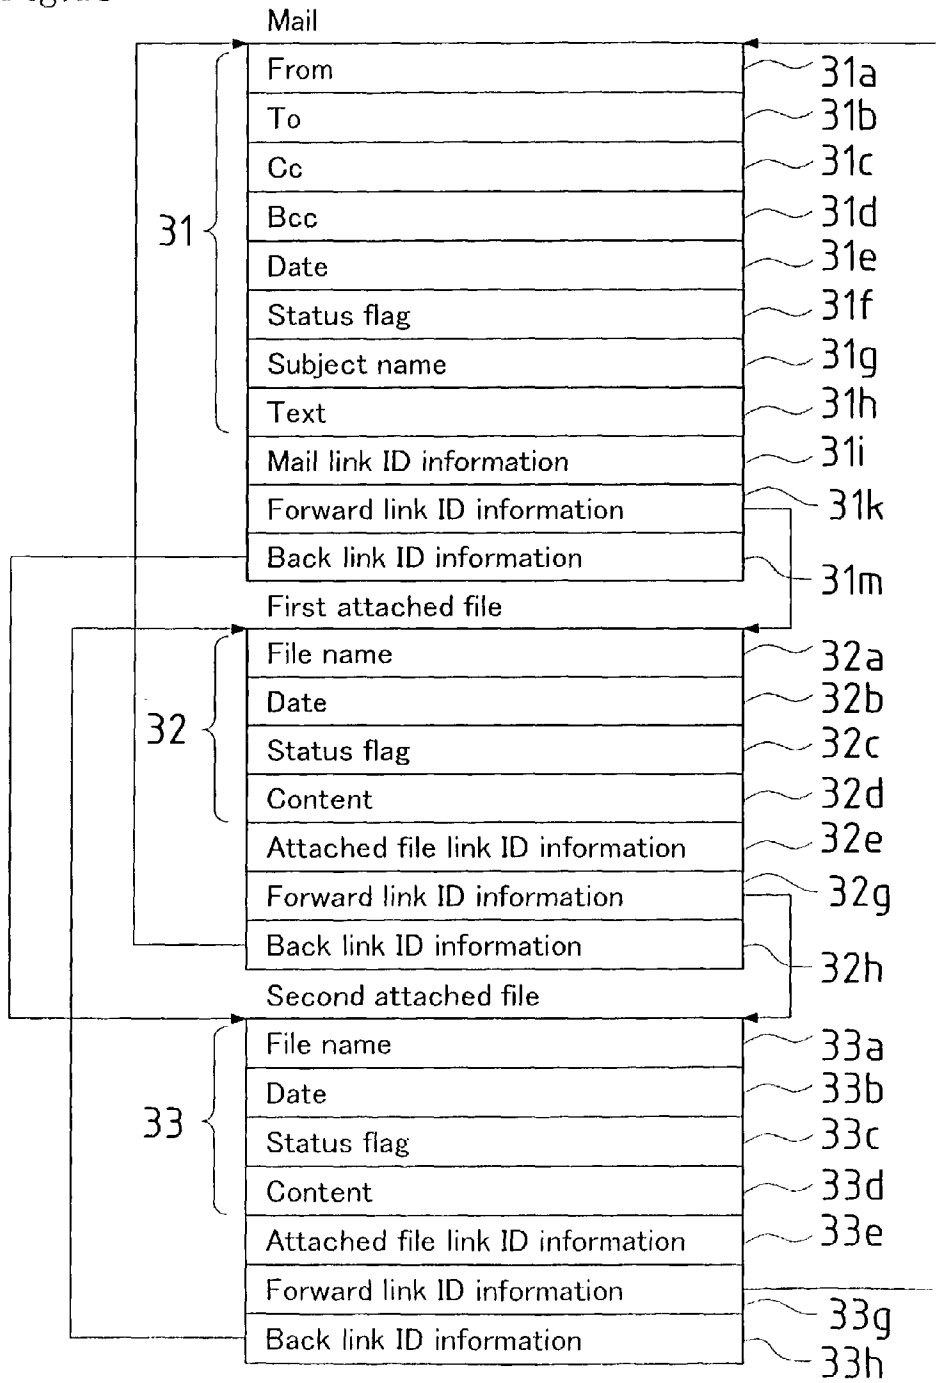 Mail
From 31a
To 31b
Cc 31c
31 Bcc 31d
Date 31e
Status flag 31f
Subject name 31g
Text 31h
Mail link ID information 31i
Forward link ID information 31k
Back link ID information 31m
First attached file
File name 32a
Date 32b
32 Status flag 32c
Content 32d
Attached file link ID information 32e
Forward link ID information 32g
Back link ID information 32h
Second attached file
File name 33a
Date 33b
33 Status flag 33c
Content 33d
Attached file link ID information 33e
Forward link ID information 33g
Back link ID information 33h